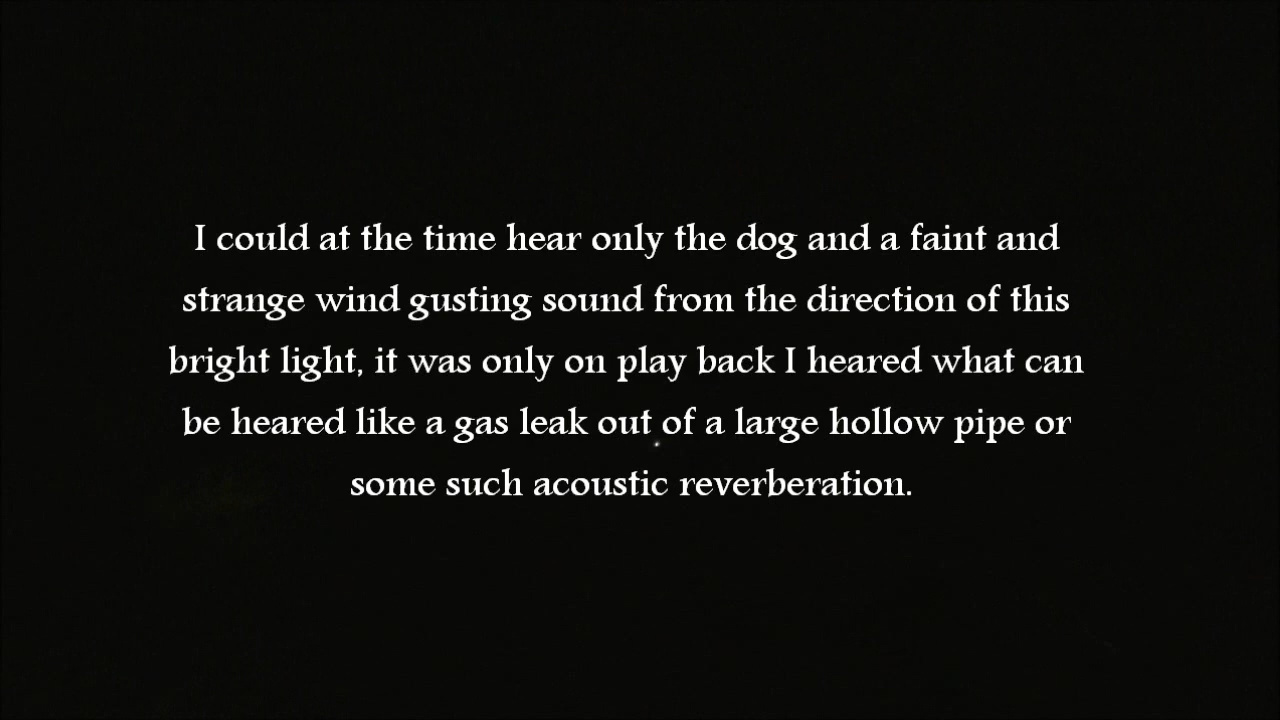 I could at the time hear only the dog and a faint and
strange wind gusting sound from the direction of this
bright light, it was only on play back I heared what can
be heared like a gas leak out of a large hollow pipe or
some such acoustic reverberation.